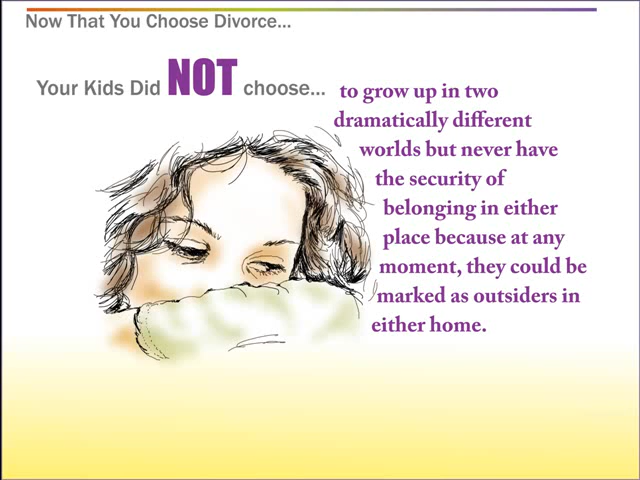 Now That You Choose Divorce...
Your Kids Did NOT choose... to grow up in two
dramatically different
worlds but never have
the security of
belonging in either
place because at any
moment, they could be
marked as outsiders in
either home.